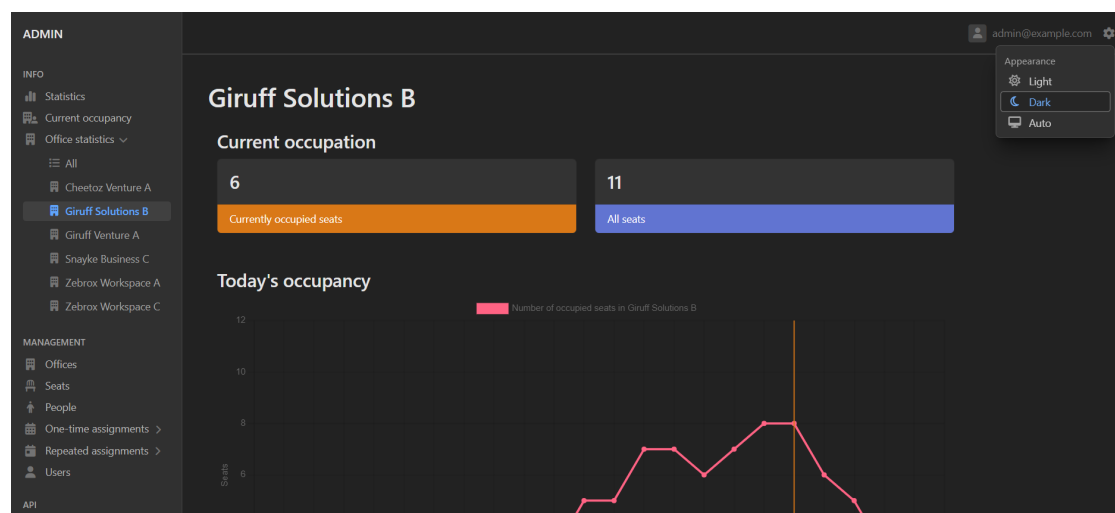 ADMIN
admin@example.com
Appearance
Light
Dark
Auto
INFO
Statistics
Current occupancy
Office statistics
All
Cheetoz Venture A
Giruff Solutions B
Giruff Venture A
Snayke Business C
Zebrox Workspace A
Zebrox Workspace C
MANAGEMENT
Offices
Seats
People
One-time assignments
Repeated assignments
Users
API
Giruff Solutions B
Current occupation
6
Currently occupied seats
11
All seats
Today's occupancy
Number of occupied seats in Giruff Solutions B
12
10
8
6
Seats